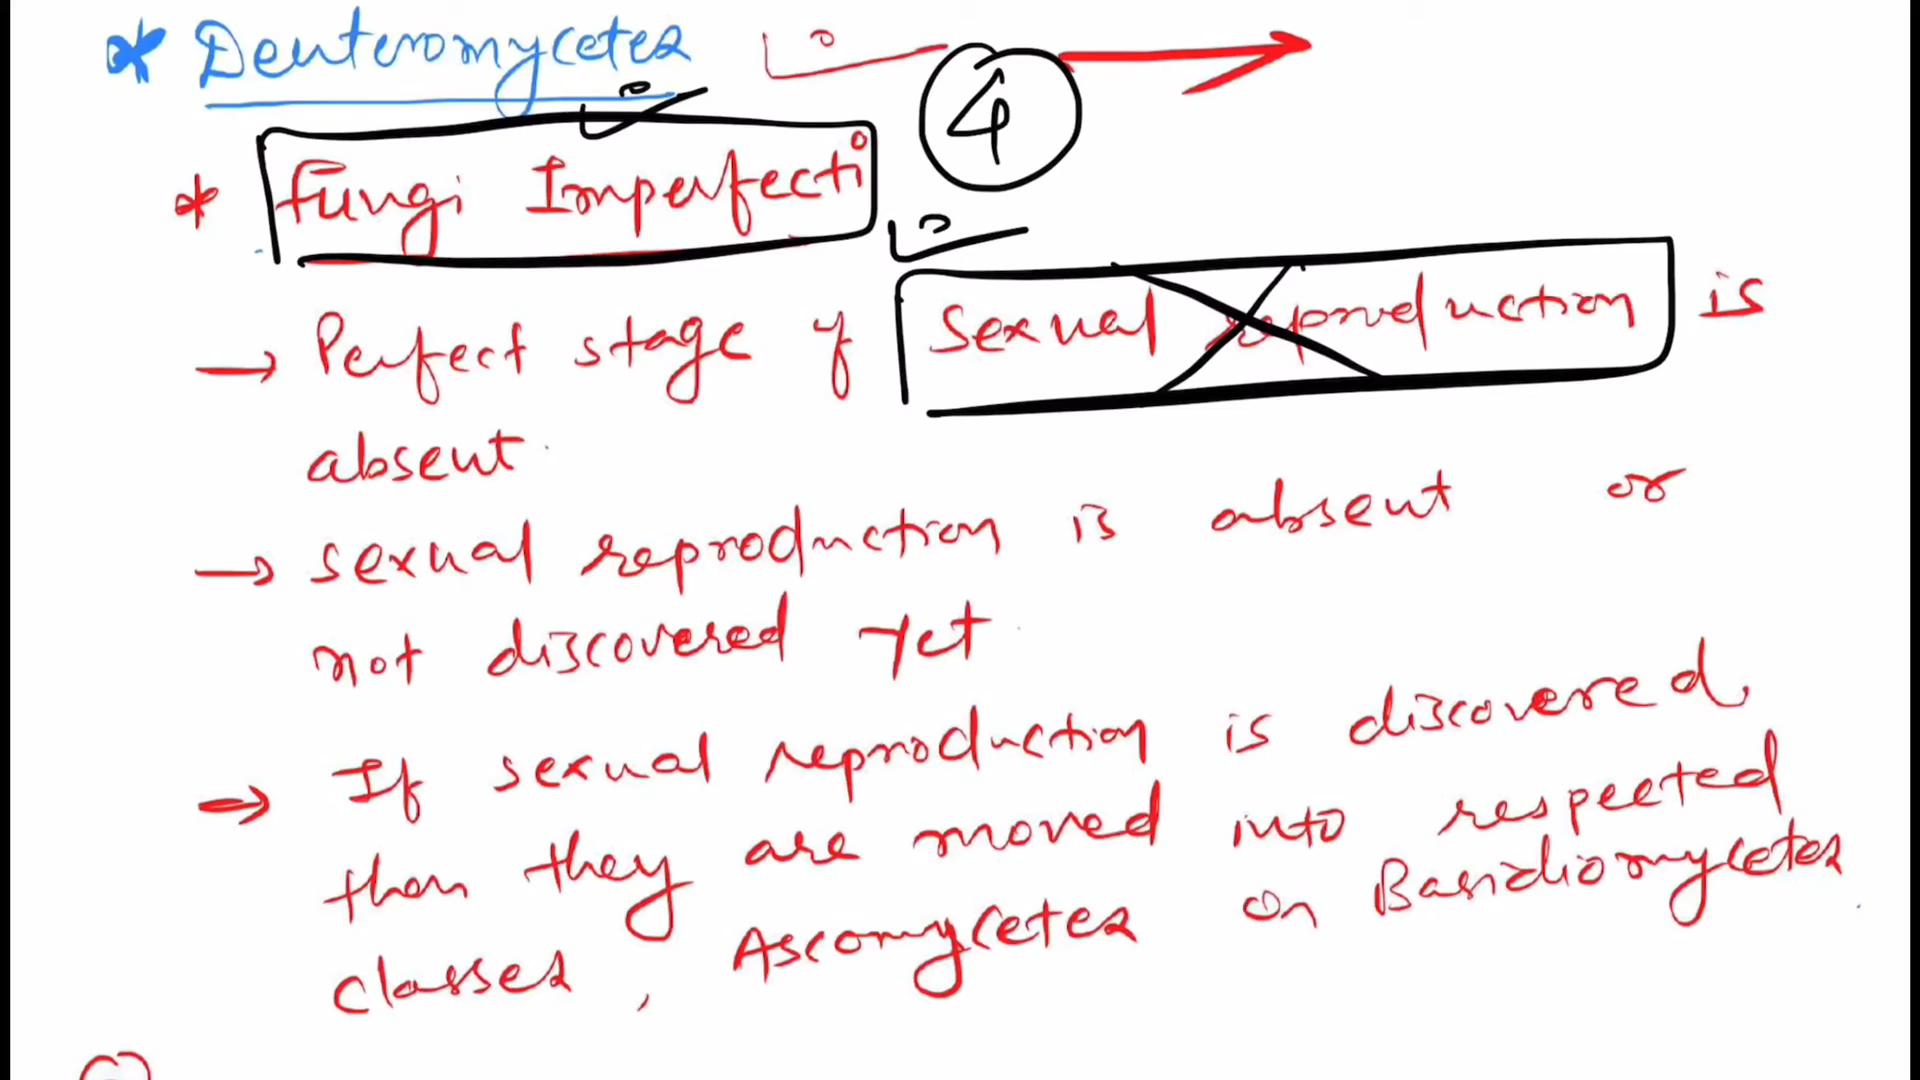 * Deuteromycetes
4
* Fungi Imperfecti
→ Perfect stage of sexual reproduction is
absent.
→ sexual reproduction is absent or
not discovered yet
→ If sexual reproduction is discovered,
then they are moved into respected
classes, Ascomycetes or Basidiomycetes